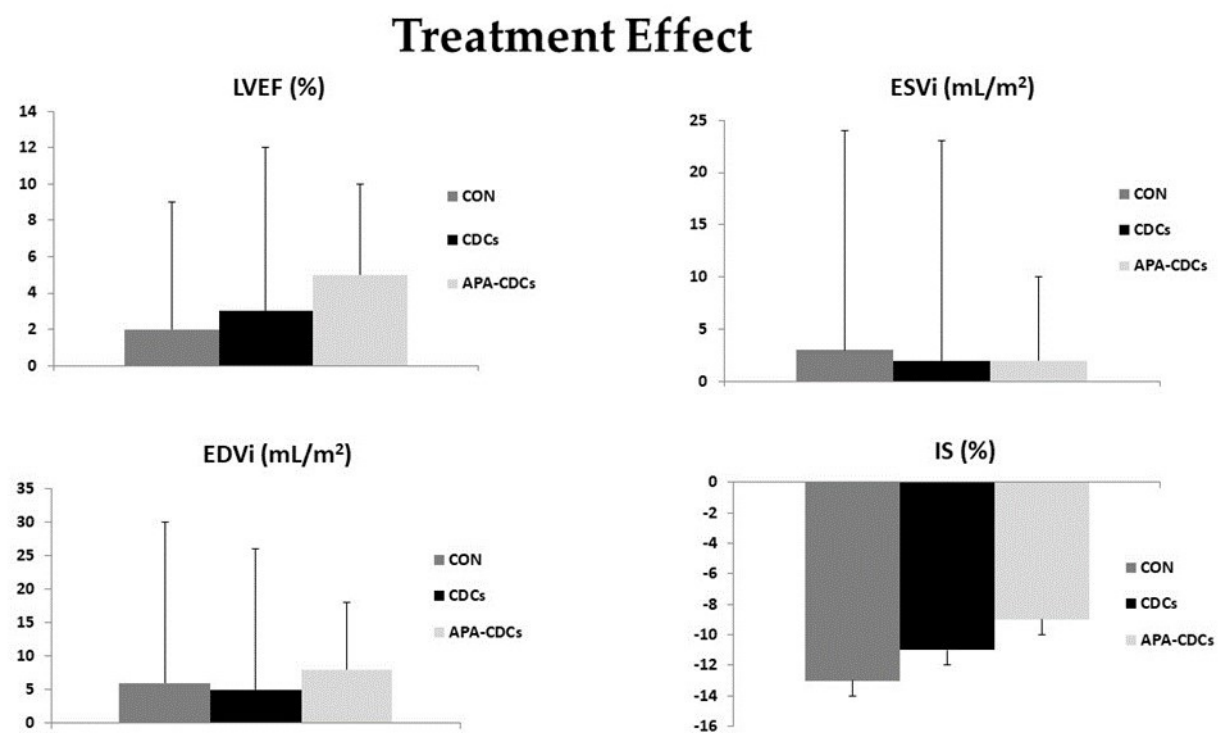 Treatment Effect
LVEF (%)
14
12
10
8
6
4
2
0
CON
CDCs
APA-CDCs
ESVi (mL/m²)
25
20
15
10
5
0
CON
CDCs
APA-CDCs
EDVi (mL/m²)
35
30
25
20
15
10
5
0
CON
CDCs
APA-CDCs
IS (%)
0
-2
-4
-6
-8
-10
-12
-14
-16
CON
CDCs
APA-CDCs